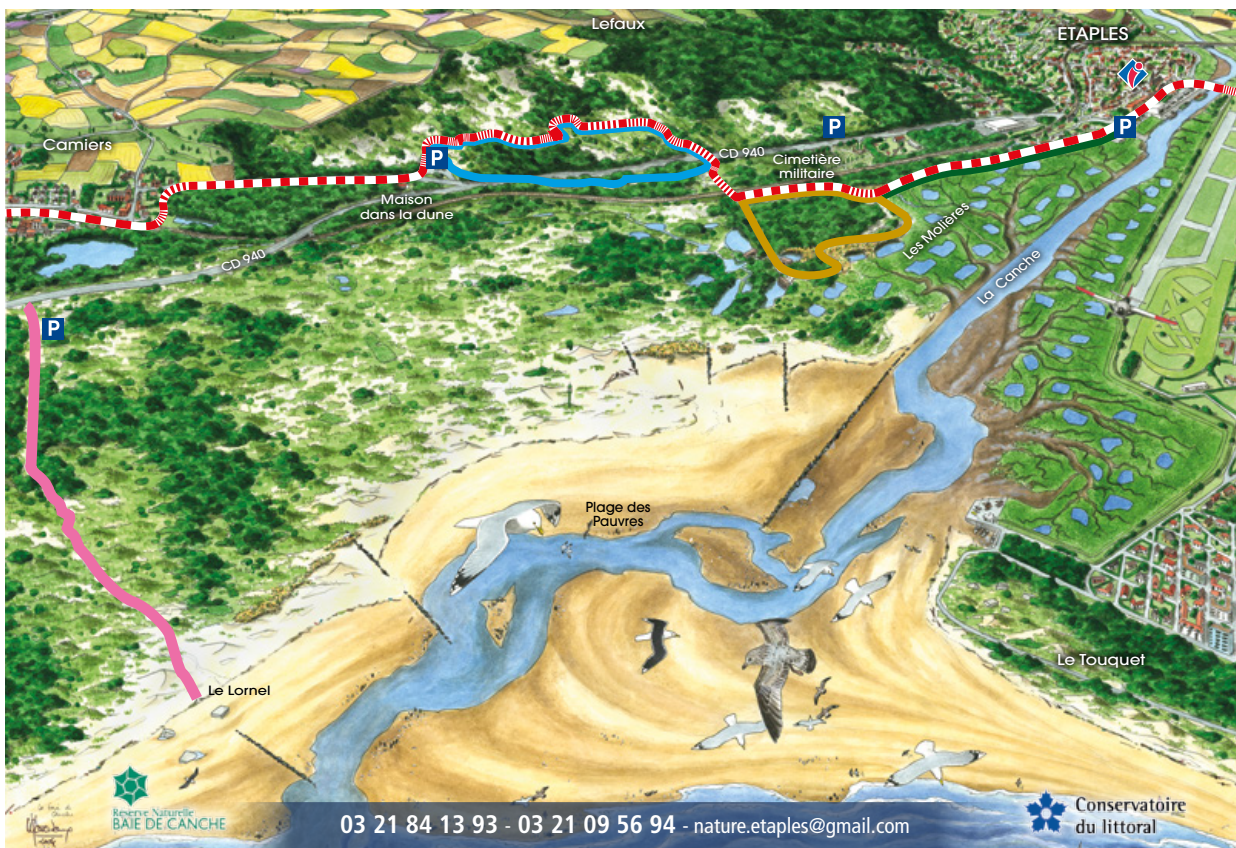 Lefaux
ETAPLES
P
P
Camiers
P
CD 940
Cimetière
militaire
Maison
dans la dune
Les Molières
CD 940
La Canche
P
Plage des
Pauvres
Le Touquet
Le Lornel
Réserve Naturelle
BAIE DE CANCHE
03 21 84 13 93 - 03 21 09 56 94 - nature.etaples@gmail.com
Conservatoire
du littoral